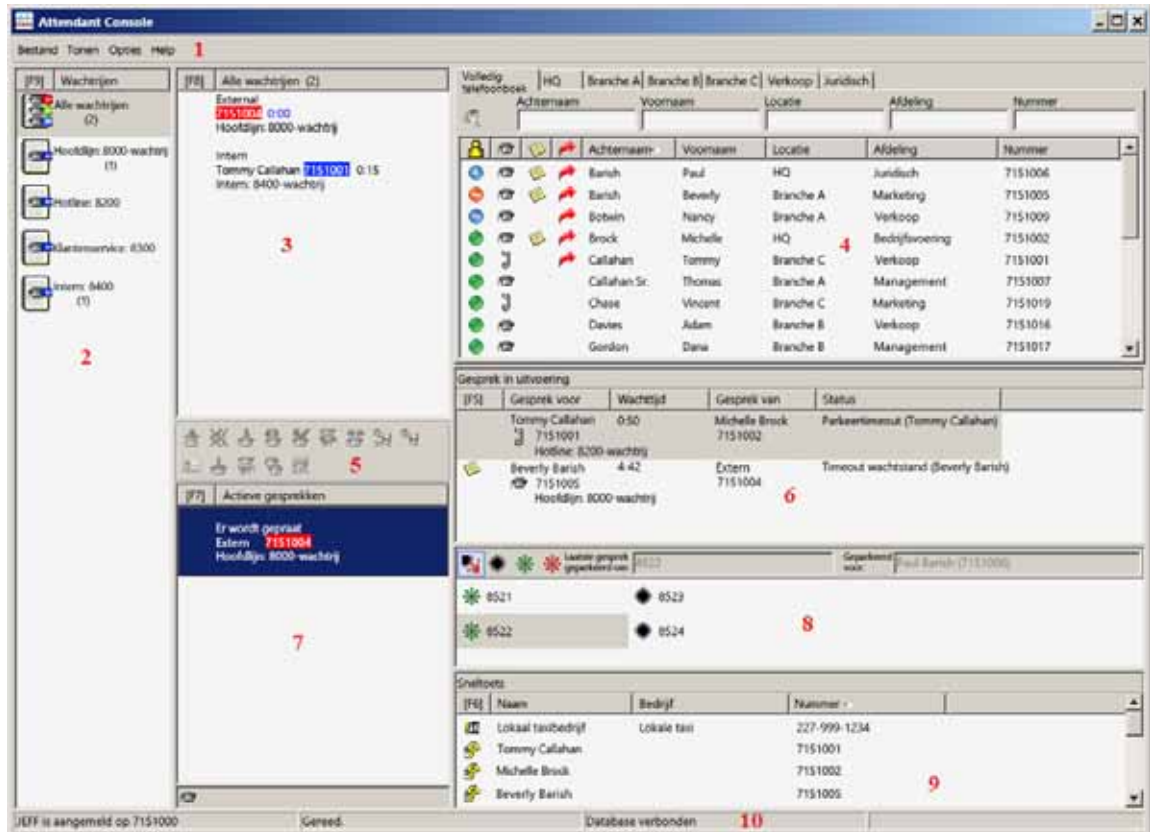 Attendant Console
Bestand Tonen Opties Help 1
[F9] Wachtrijen
Alle wachtrijen
(2)
Hoofdlijn: 8000-wachtrij
(1)
Hotline: 8200
Klantenservice: 8300
Intern: 8400
(1)
2
[F8] Alle wachtrijen (2)
External
7151004 0:00
Hoofdlijn: 8000-wachtrij
Intern
Tommy Callahan 7151001 0:15
Intern: 8400-wachtrij
3
Volledig telefoonboek HQ Branche A Branche B Branche C Verkoop Juridisch
Achternaam Voornaam Locatie Afdeling Nummer
Achternaam Voornaam Locatie Afdeling Nummer
Barish Paul HQ Juridisch 7151006
Barish Beverly Branche A Marketing 7151005
Botwin Nancy Branche A Verkoop 7151009
Brock Michelle HQ Bedrijfsvoering 7151002
4
Callahan Tommy Branche C Verkoop 7151001
Callahan Sr. Thomas Branche A Management 7151007
Chase Vincent Branche C Marketing 7151019
Davies Adam Branche B Verkoop 7151016
Gordon Dana Branche B Management 7151017
5
Gesprek in uitvoering
[F5] Gesprek voor Wachttijd Gesprek van Status
Tommy Callahan 0:50 Michelle Brock Parkeertimeout (Tommy Callahan)
7151001 7151002
Hotline: 8200-wachtrij
Beverly Barish 4:42 Extern Timeout wachtstand (Beverly Barish)
7151005 7151004
Hoofdlijn: 8000-wachtrij
6
[F7] Actieve gesprekken
Er wordt gepraat
Extern 7151004
Hoofdlijn: 8000-wachtrij
7
Laatste gesprek geparkeerd van 8522 Geparkeerd voor: Paul Barish (7151006)
8521 8523
8522 8524
8
Sneltoets
[F6] Naam Bedrijf Nummer
Lokaal taxibedrijf Lokale taxi 227-999-1234
Tommy Callahan 7151001
Michelle Brock 7151002
Beverly Barish 7151005
9
JEFF is aangemeld op 7151000 Gereed. Database verbonden 10